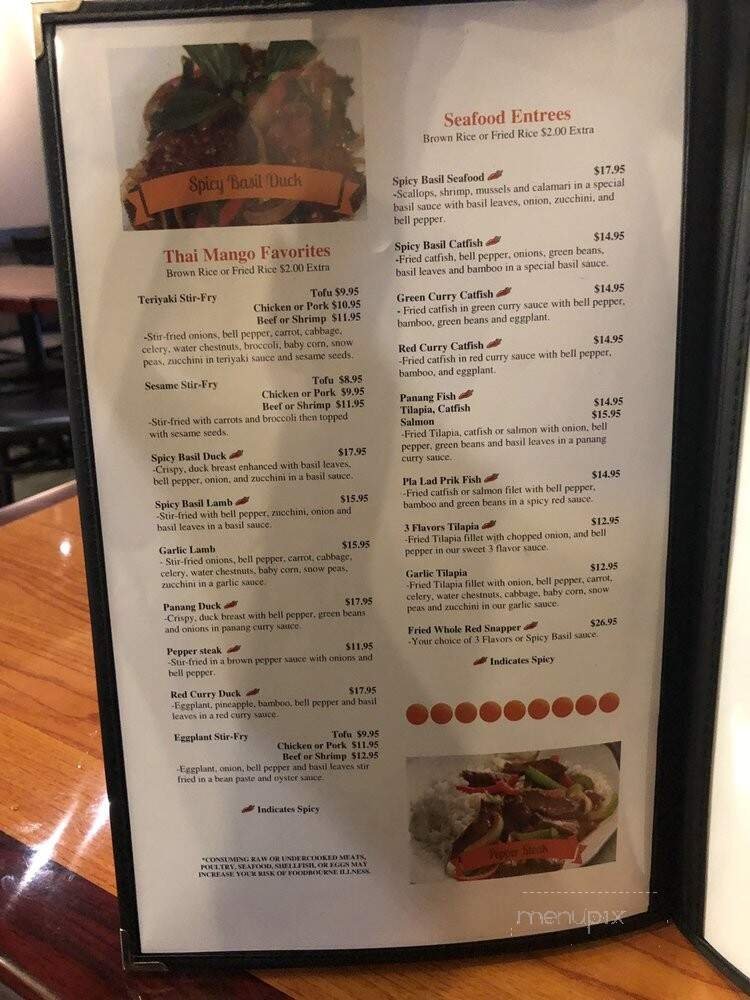 Spicy Basil Duck
Thai Mango Favorites
Brown Rice or Fried Rice $2.00 Extra
Teriyaki Stir-Fry Tofu $9.95
Chicken or Pork $10.95
Beef or Shrimp $11.95
-Stir-fried onions, bell pepper, carrot, cabbage,
celery, water chestnuts, broccoli, baby corn, snow
peas, zucchini in teriyaki sauce and sesame seeds.
Sesame Stir-Fry Tofu $8.95
Chicken or Pork $9.95
Beef or Shrimp $11.95
-Stir-fried with carrots and broccoli then topped
with sesame seeds.
Spicy Basil Duck $17.95
-Crispy, duck breast enhanced with basil leaves,
bell pepper, onion, and zucchini in a basil sauce.
Spicy Basil Lamb $15.95
-Stir-fried with bell pepper, zucchini, onion and
basil leaves in a basil sauce.
Garlic Lamb $15.95
- Stir-fried onions, bell pepper, carrot, cabbage,
celery, water chestnuts, baby corn, snow peas,
zucchini in a garlic sauce.
Panang Duck $17.95
-Crispy, duck breast with bell pepper, green beans
and onions in panang curry sauce.
Pepper steak $11.95
-Stir-fried in a brown pepper sauce with onions and
bell pepper.
Red Curry Duck $17.95
-Eggplant, pineapple, bamboo, bell pepper and basil
leaves in a red curry sauce.
Eggplant Stir-Fry Tofu $9.95
Chicken or Pork $11.95
Beef or Shrimp $12.95
-Eggplant, onion, bell pepper and basil leaves stir
fried in a bean paste and oyster sauce.
Indicates Spicy
*CONSUMING RAW OR UNDERCOOKED MEATS,
POULTRY, SEAFOOD, SHELLFISH, OR EGGS MAY
INCREASE YOUR RISK OF FOODBOURNE ILLNESS.
Seafood Entrees
Brown Rice or Fried Rice $2.00 Extra
Spicy Basil Seafood $17.95
-Scallops, shrimp, mussels and calamari in a special
basil sauce with basil leaves, onion, zucchini, and
bell pepper.
Spicy Basil Catfish $14.95
-Fried catfish, bell pepper, onions, green beans,
basil leaves and bamboo in a special basil sauce.
Green Curry Catfish $14.95
- Fried catfish in green curry sauce with bell pepper,
bamboo, green beans and eggplant.
Red Curry Catfish $14.95
-Fried catfish in red curry sauce with bell pepper,
bamboo, and eggplant.
Panang Fish
Tilapia, Catfish $14.95
Salmon $15.95
-Fried Tilapia, catfish or salmon with onion, bell
pepper, green beans and basil leaves in a panang
curry sauce.
Pla Lad Prik Fish $14.95
-Fried catfish or salmon filet with bell pepper,
bamboo and green beans in a spicy red sauce.
3 Flavors Tilapia $12.95
-Fried Tilapia fillet with chopped onion, and bell
pepper in our sweet 3 flavor sauce.
Garlic Tilapia $12.95
-Fried Tilapia fillet with onion, bell pepper, carrot,
celery, water chestnuts, cabbage, baby corn, snow
peas and zucchini in our garlic sauce.
Fried Whole Red Snapper $26.95
-Your choice of 3 Flavors or Spicy Basil sauce.
Indicates Spicy
Pepper Steak
menupix